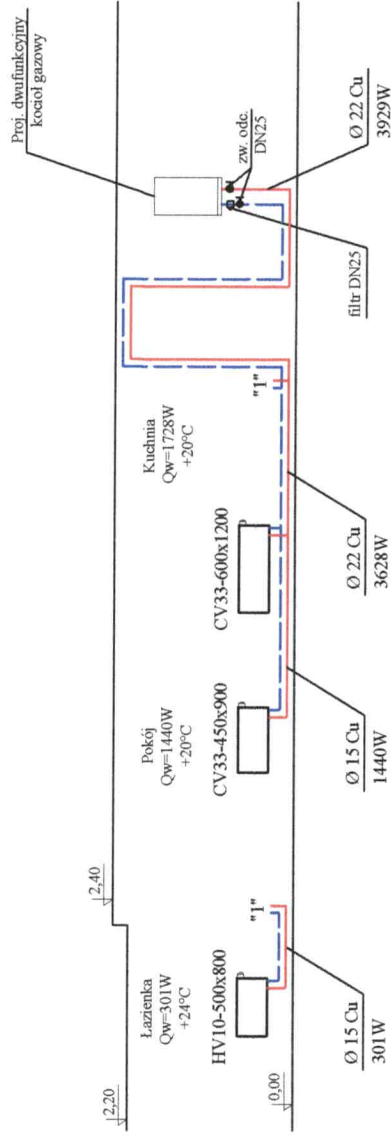 Proj. dwufunkcyjny
kocioł gazowy
zw. odc.
DN25
Ø 22 Cu
3929W
filtr DN25
Kuchnia
Qw=1728W
+20°C
"1"
CV33-600x1200
Ø 22 Cu
3628W
Pokój
Qw=1440W
+20°C
CV33-450x900
Ø 15 Cu
1440W
2,40
Łazienka
Qw=301W
+24°C
HV10-500x800
"1"
Ø 15 Cu
301W
2,20
0,00